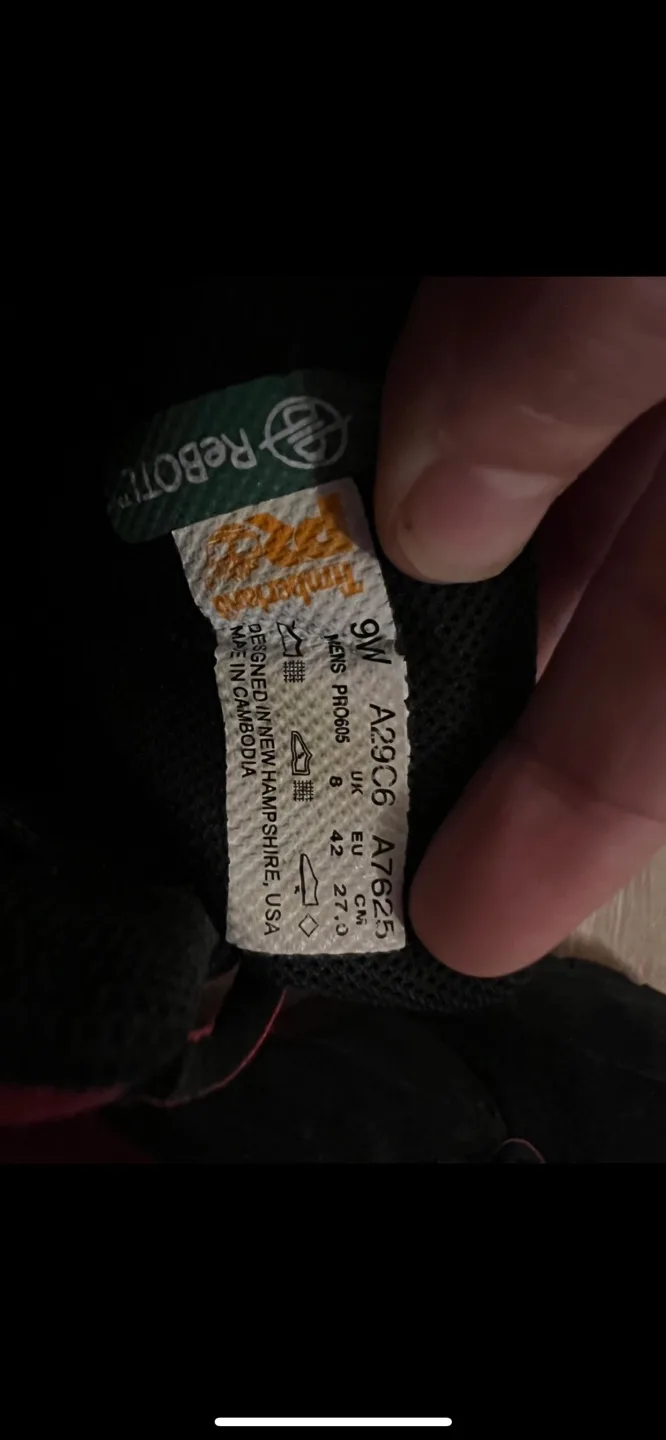 ReBOTL
PRO
Timberland
9W A29C6 A7625
UK EU CM
MENS PRO605 8 42 27.0
DESIGNED IN NEW HAMPSHIRE, USA
MADE IN CAMBODIA